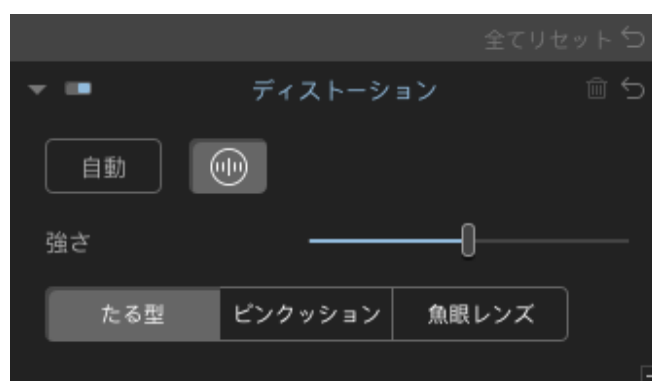 全てリセット
ディストーション
自動
強さ
たる型 ピンクッション 魚眼レンズ